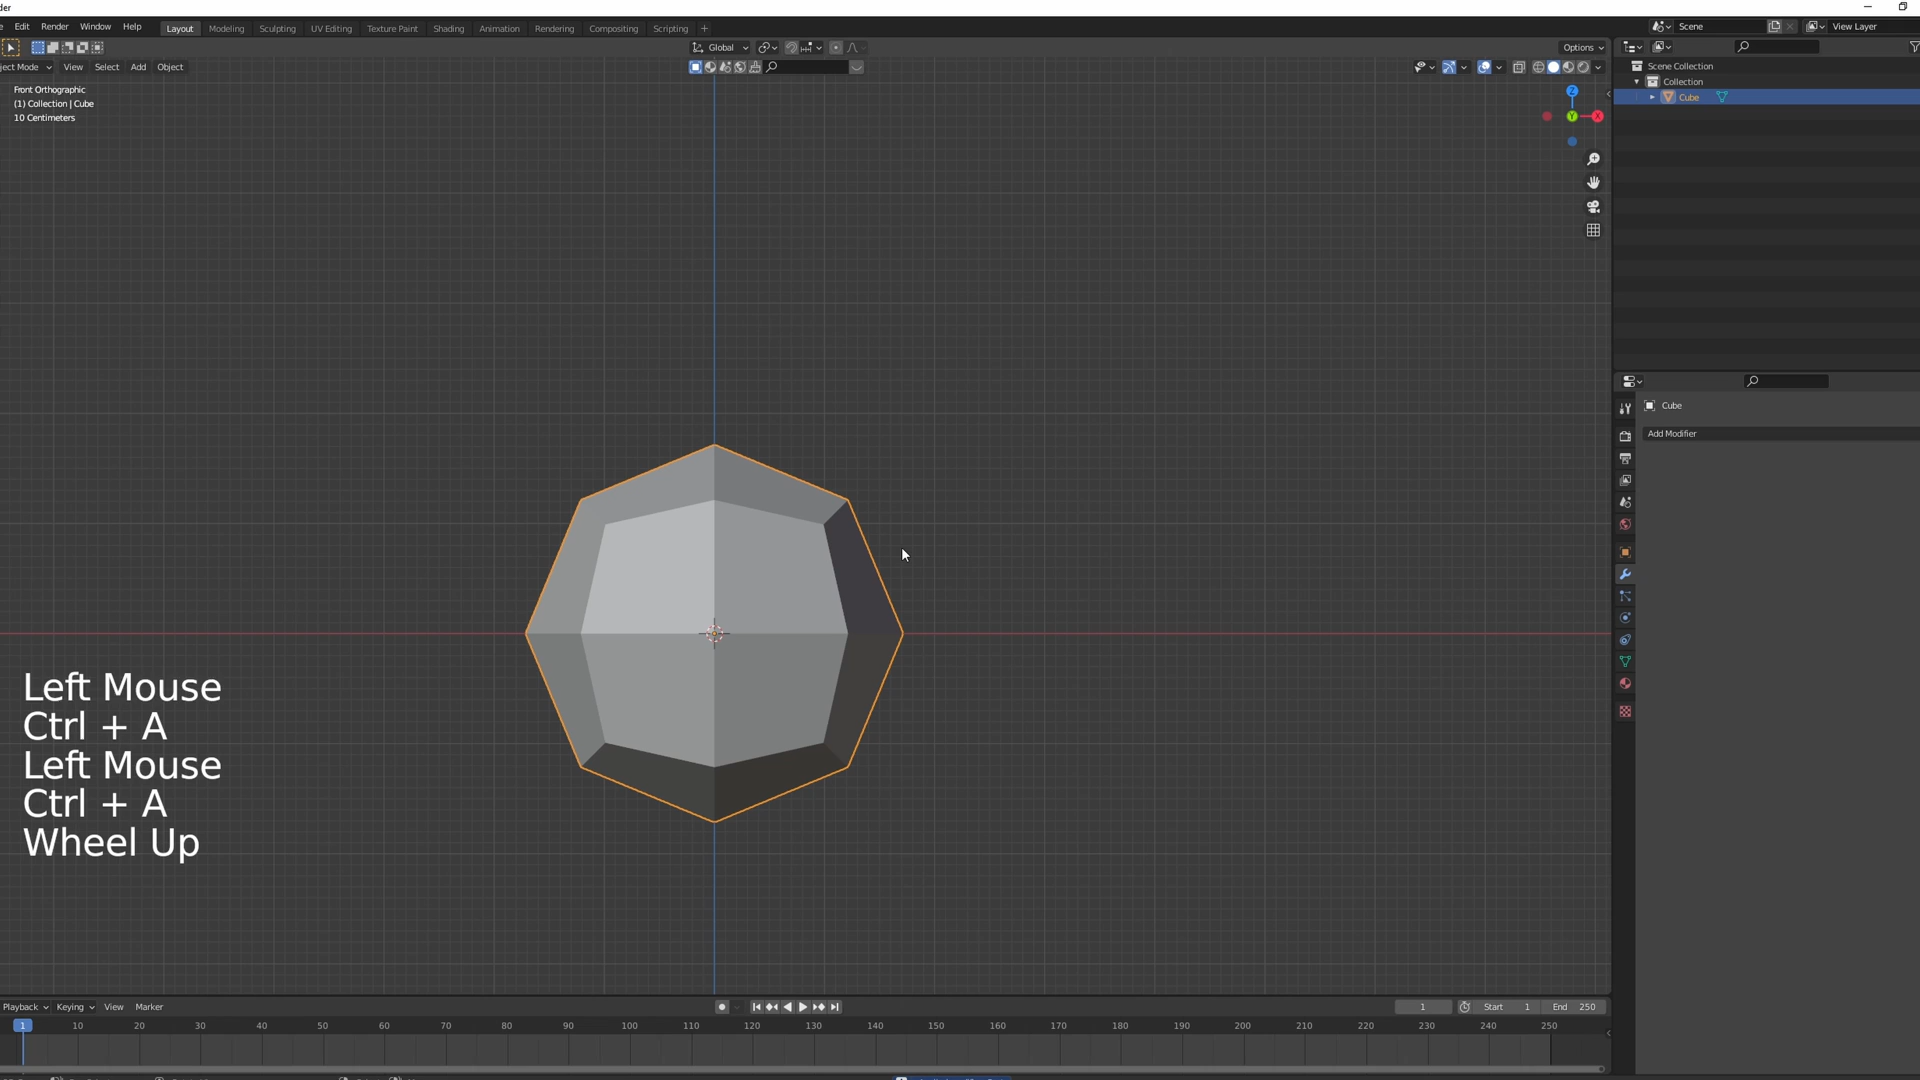 der
Edit Render Window Help Layout Modeling Sculpting UV Editing Texture Paint Shading Animation Rendering Compositing Scripting + Scene View Layer
Global Options
ject Mode View Select Add Object
Front Orthographic
(1) Collection | Cube
10 Centimeters
Z
Y
X
Scene Collection
Collection
Cube
Cube
Add Modifier
Left Mouse
Ctrl + A
Left Mouse
Ctrl + A
Wheel Up
Playback Keying View Marker 1 Start 1 End 250
1 10 20 30 40 50 60 70 80 90 100 110 120 130 140 150 160 170 180 190 200 210 220 230 240 250